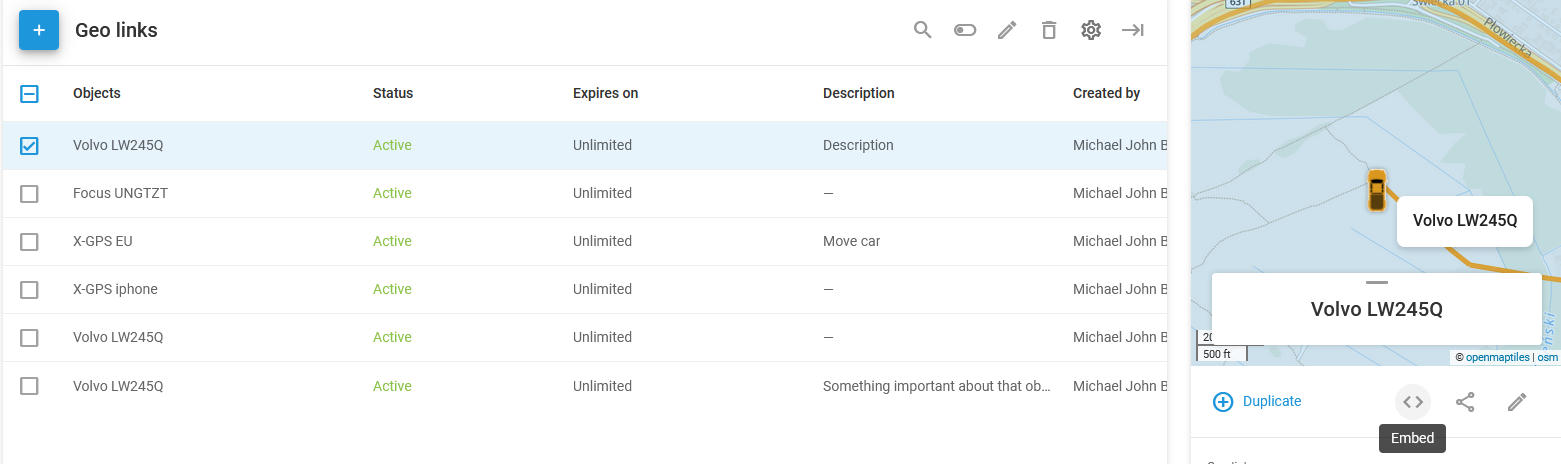 Geo links
Objects Status Expires on Description Created by
Volvo LW245Q Active Unlimited Description Michael John B
Focus UNGTZT Active Unlimited — Michael John B
X-GPS EU Active Unlimited Move car Michael John B
X-GPS iphone Active Unlimited — Michael John B
Volvo LW245Q Active Unlimited — Michael John B
Volvo LW245Q Active Unlimited Something important about that ob... Michael John B
631
Płowiecka
Volvo LW245Q
Volvo LW245Q
500 ft
© openmaptiles | osm
Duplicate
Embed